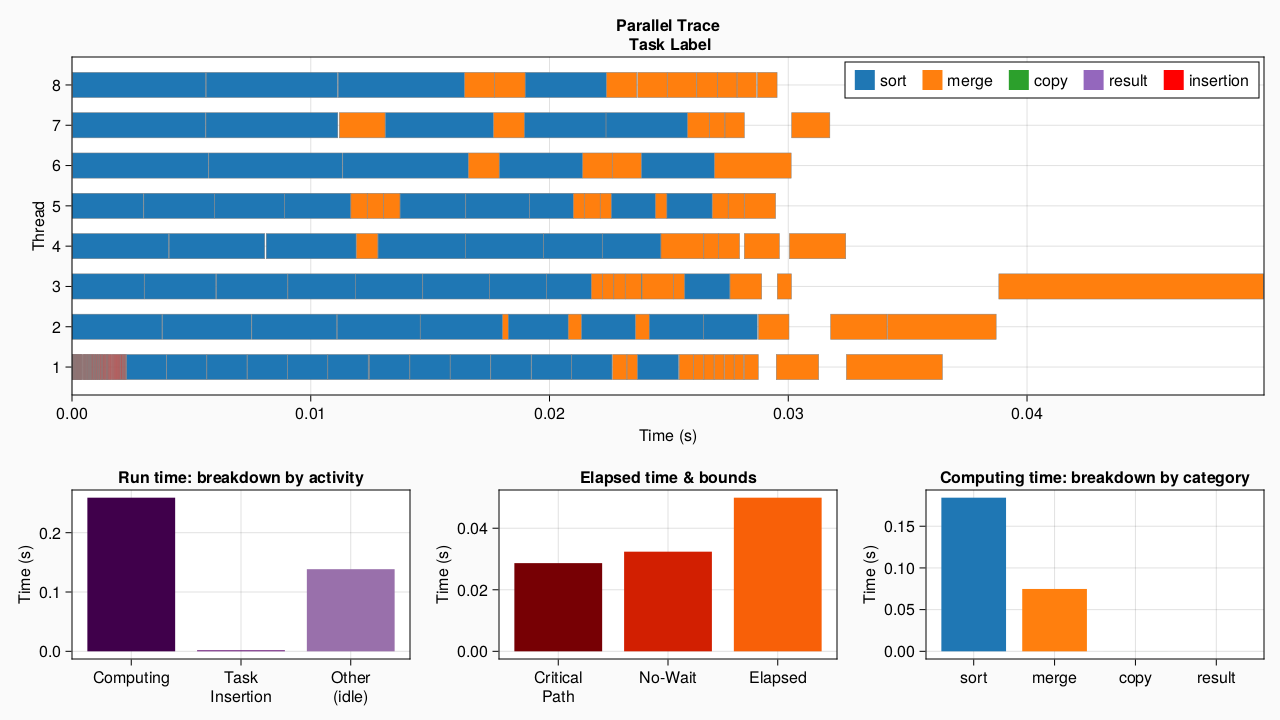 Parallel Trace
Task Label
sort merge copy result insertion
Thread
8
7
6
5
4
3
2
1
0.00 0.01 0.02 0.03 0.04
Time (s)
Run time: breakdown by activity
Time (s)
0.2
0.1
0.0
Computing Task Insertion Other (idle)
Elapsed time & bounds
Time (s)
0.04
0.02
0.00
Critical Path No-Wait Elapsed
Computing time: breakdown by category
Time (s)
0.15
0.10
0.05
0.00
sort merge copy result